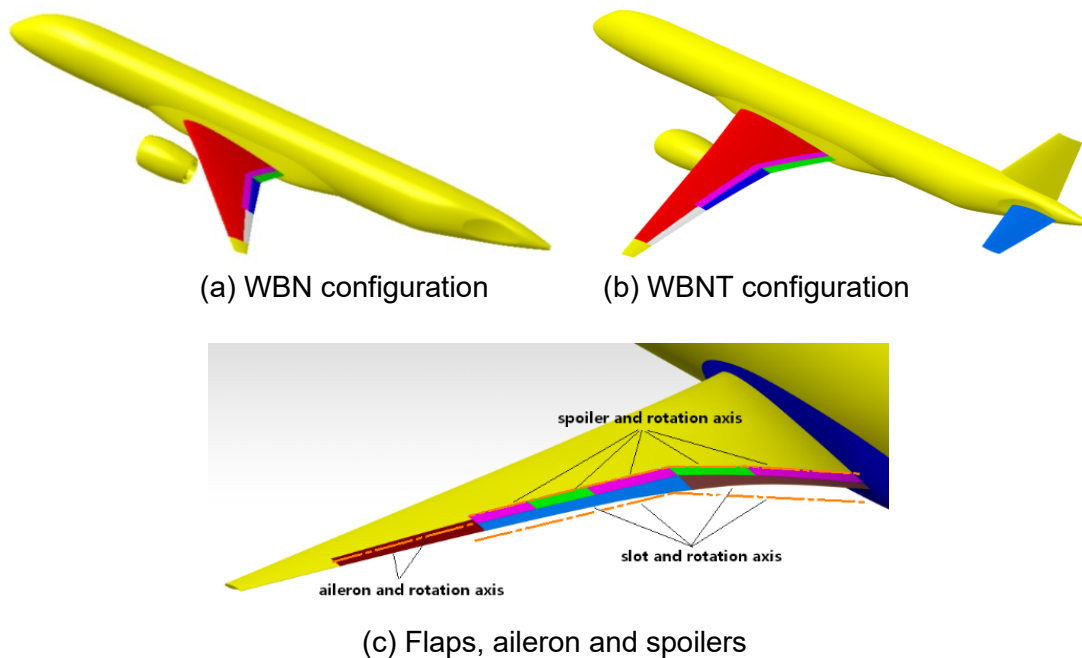 (a) WBN configuration
(b) WBNT configuration
spoiler and rotation axis
slot and rotation axis
aileron and rotation axis
(c) Flaps, aileron and spoilers